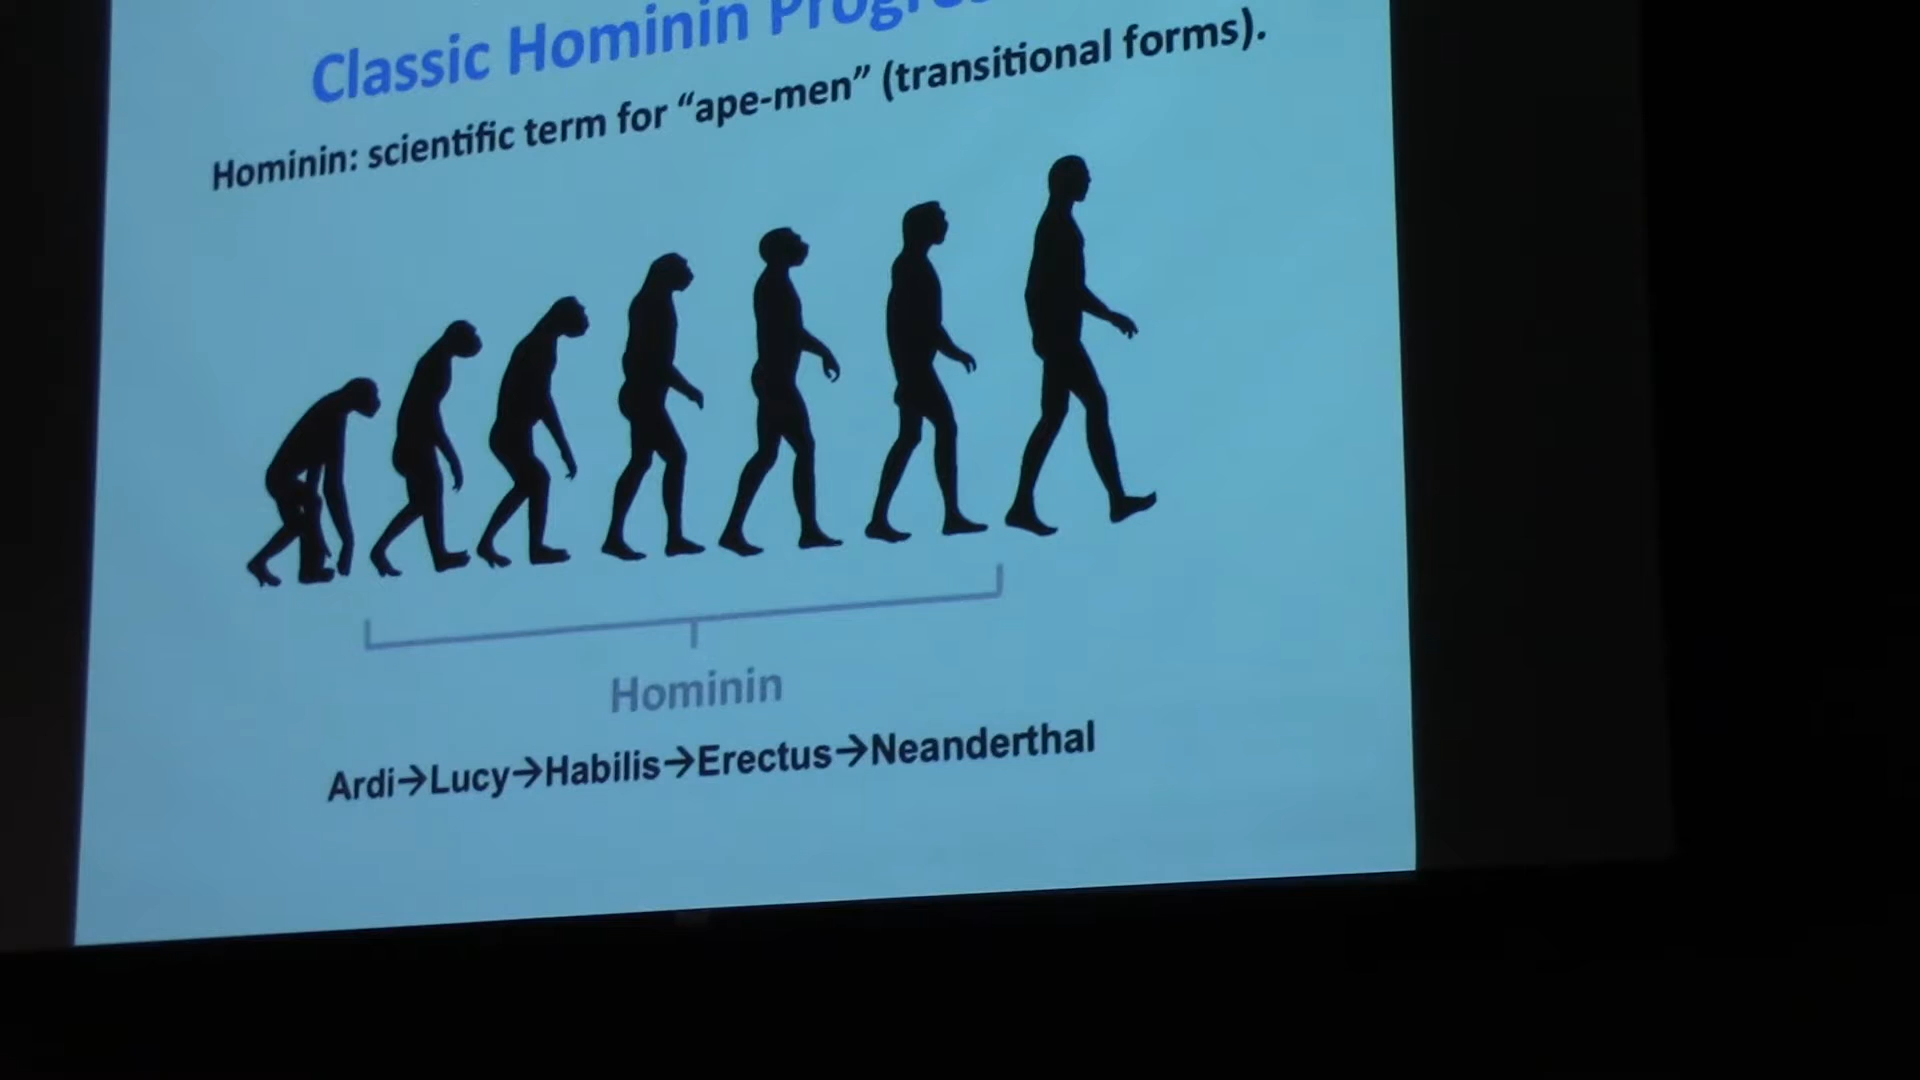 Classic Hominin
Hominin: scientific term for “ape-men” (transitional forms).
Hominin
Ardi→Lucy→Habilis→Erectus→Neanderthal